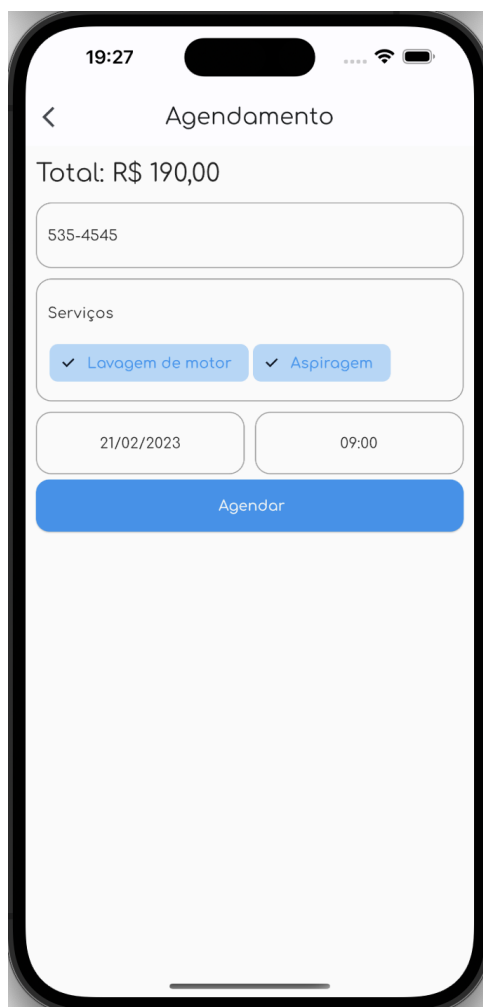 19:27
Agendamento
Total: R$ 190,00
535-4545
Serviços
Lavagem de motor Aspiragem
21/02/2023 09:00
Agendar